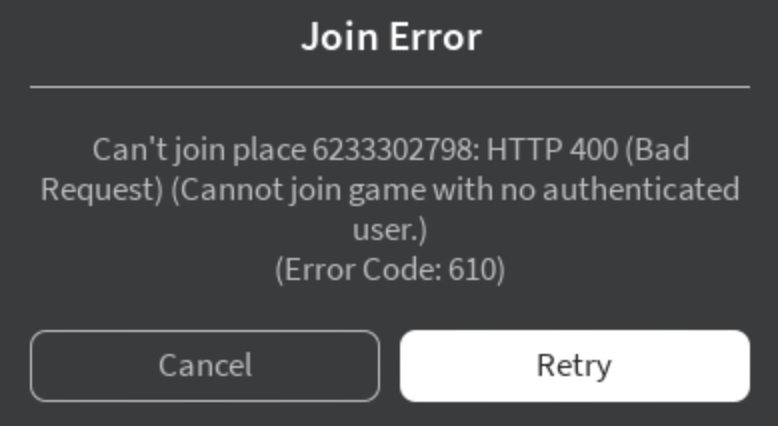 Join Error
Can't join place 6233302798: HTTP 400 (Bad
Request) (Cannot join game with no authenticated
user.)
(Error Code: 610)
Cancel
Retry